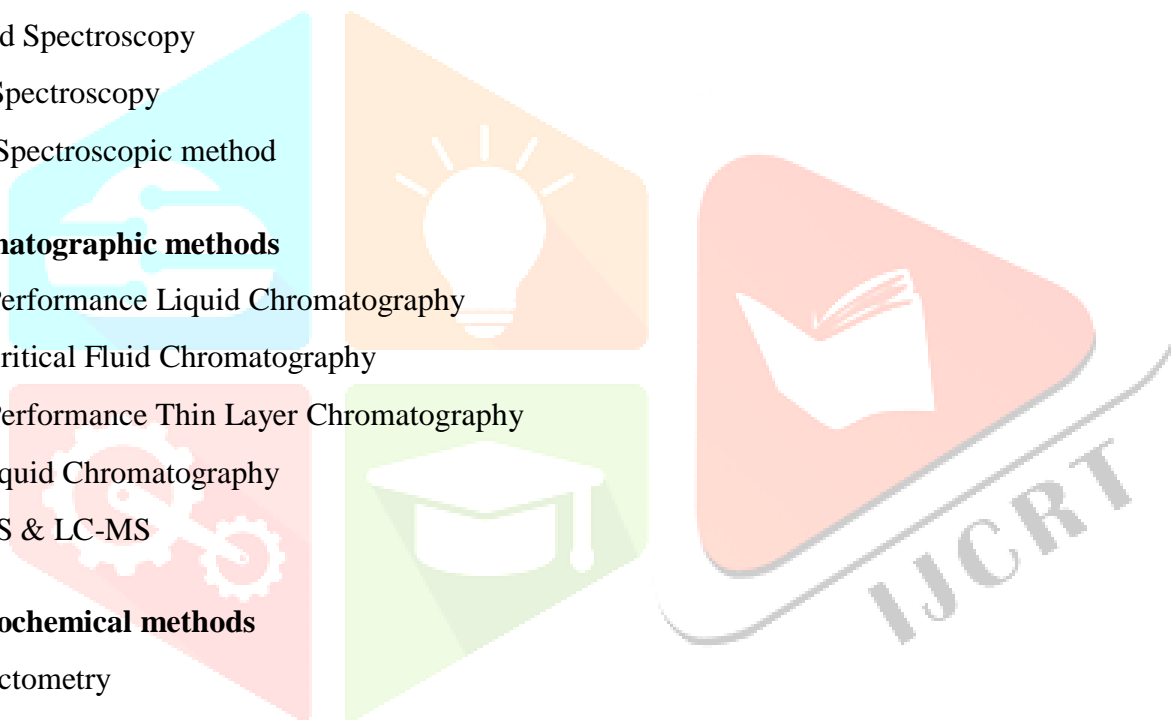 d Spectroscopy
Spectroscopy
Spectroscopic method
matographic methods
Performance Liquid Chromatography
ritical Fluid Chromatography
Performance Thin Layer Chromatography
quid Chromatography
S & LC-MS
ochemical methods
ctometry
IJCRT